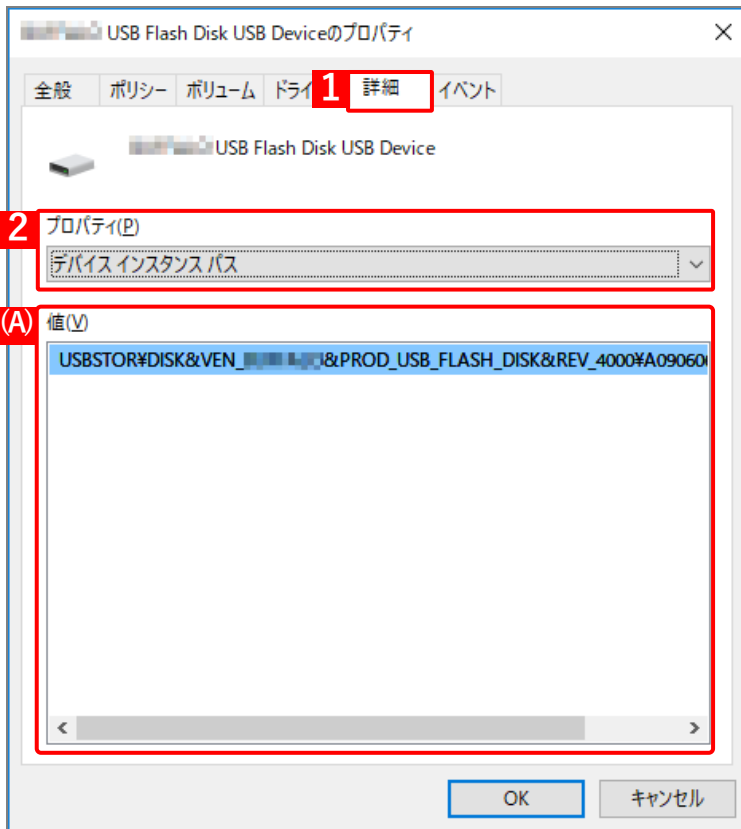 USB Flash Disk USB Deviceのプロパティ
全般 ポリシー ボリューム ドライ 1 詳細 イベント
USB Flash Disk USB Device
2 プロパティ(P)
デバイス インスタンス パス
(A) 値(V)
USBSTOR¥DISK&VEN_ &PROD_USB_FLASH_DISK&REV_4000¥A09060
OK キャンセル